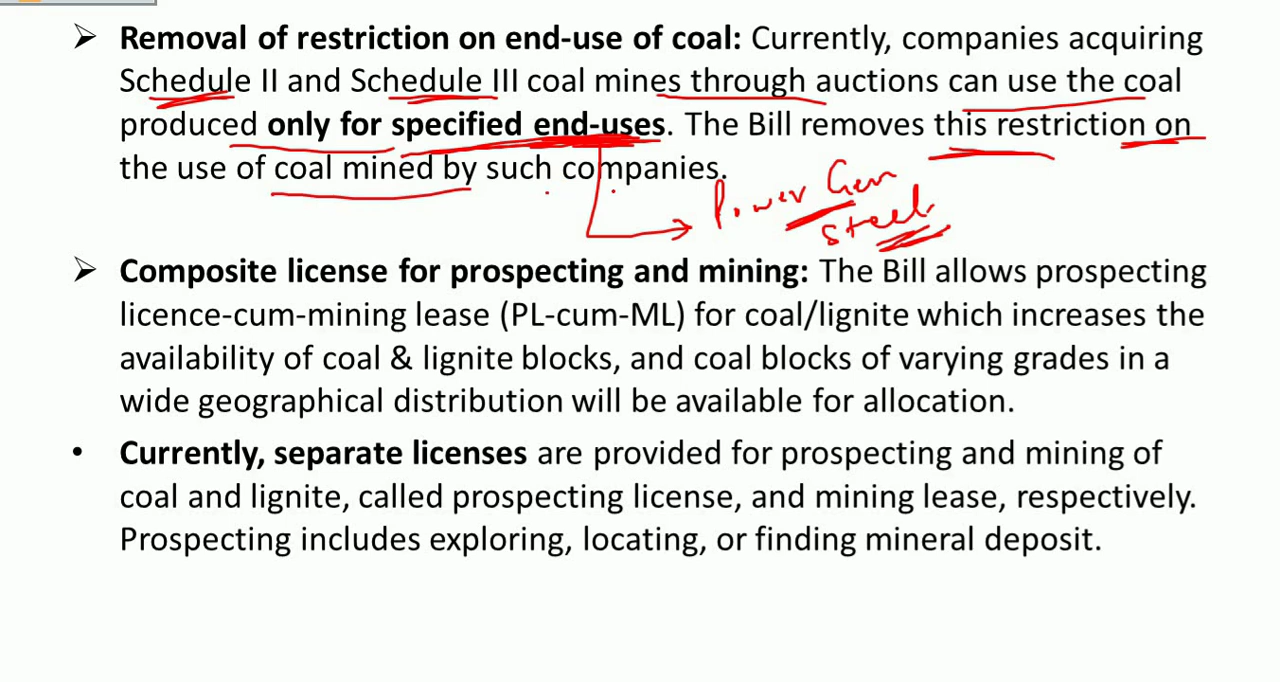 ➢ Removal of restriction on end-use of coal: Currently, companies acquiring
Schedule II and Schedule III coal mines through auctions can use the coal
produced only for specified end-uses. The Bill removes this restriction on
the use of coal mined by such companies.
Power Gen
Steel
➢ Composite license for prospecting and mining: The Bill allows prospecting
licence-cum-mining lease (PL-cum-ML) for coal/lignite which increases the
availability of coal & lignite blocks, and coal blocks of varying grades in a
wide geographical distribution will be available for allocation.
• Currently, separate licenses are provided for prospecting and mining of
coal and lignite, called prospecting license, and mining lease, respectively.
Prospecting includes exploring, locating, or finding mineral deposit.